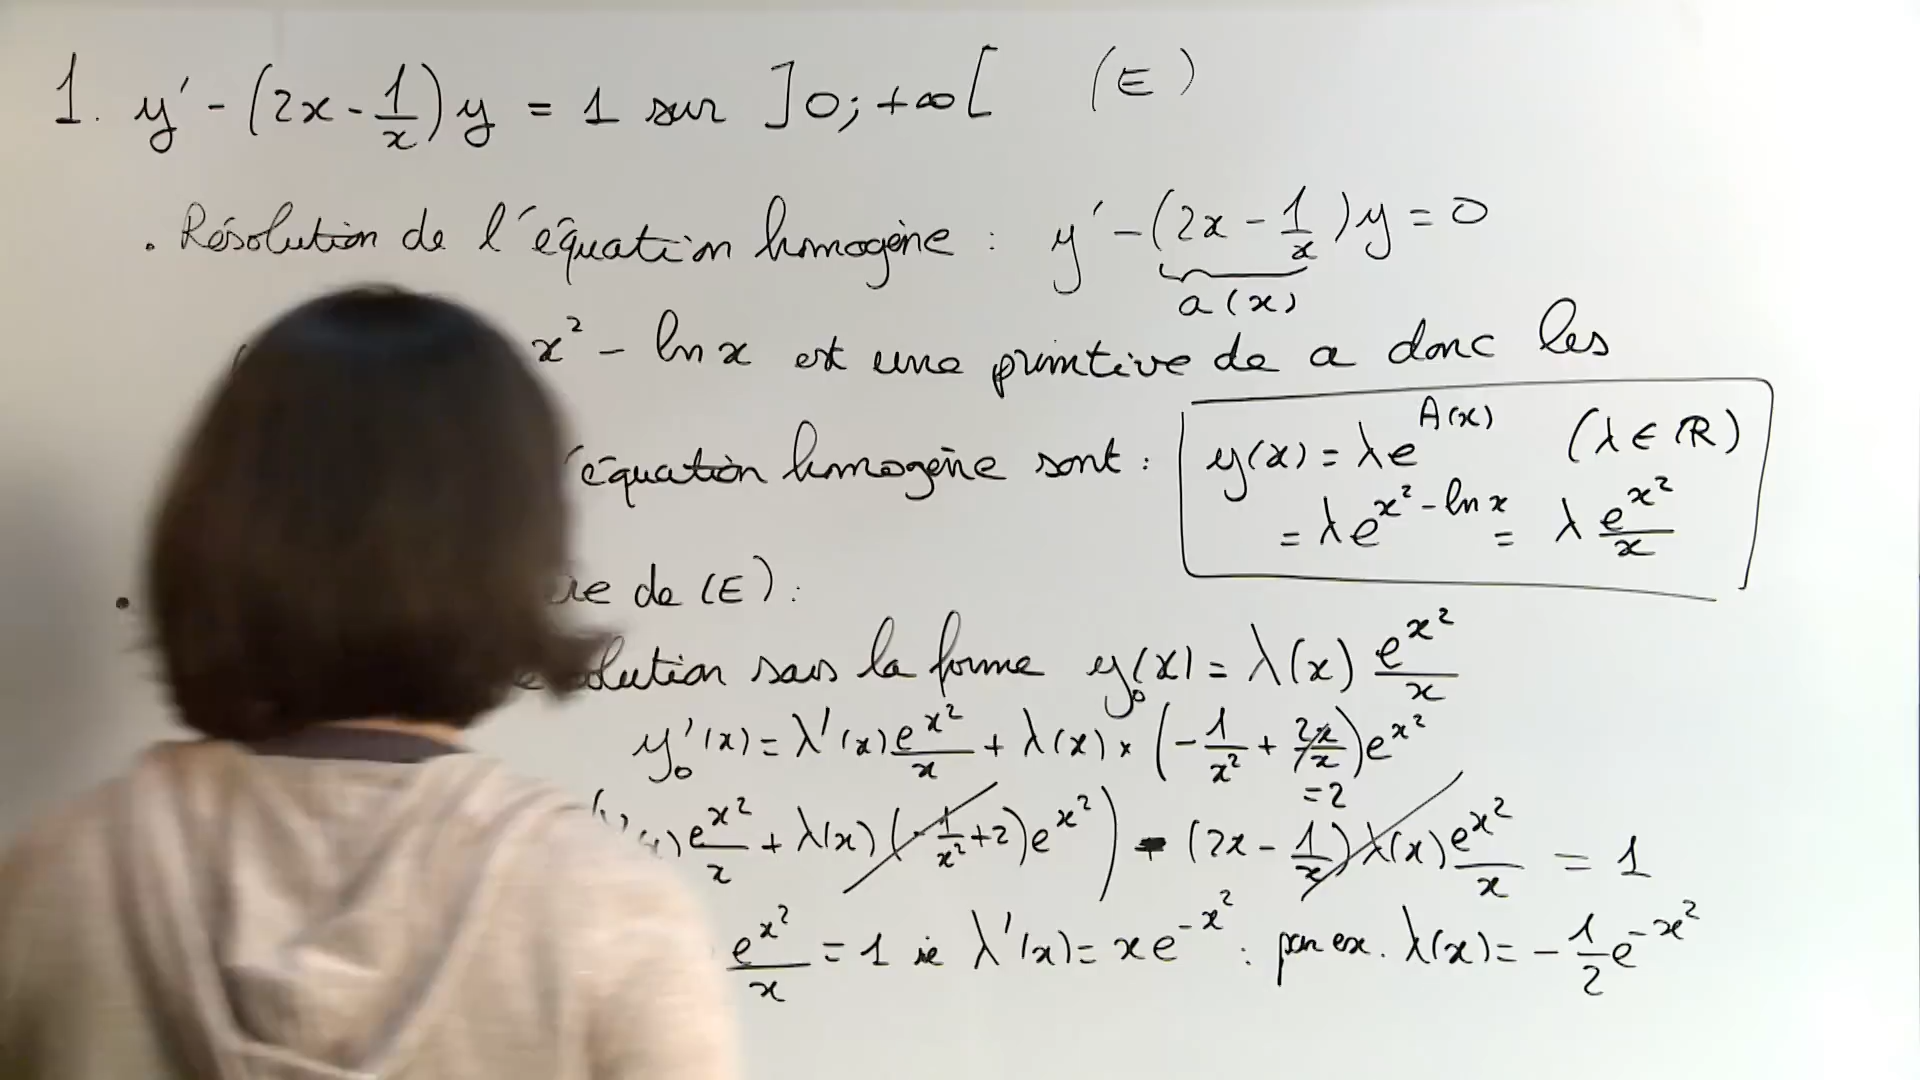 1. y' - (2x - 1/x) y = 1 sur ]0; +∞[ (E)
. Résolution de l'équation homogène : y' - (2x - 1/x) y = 0
a(x)
x² - ln x est une primtive de a donc les
y(x) = λe^{A(x)} (λ ∈ ℝ)
équation homogène sont :
= λe^{x² - ln x} = λ e^{x²}/x
. re de (E) :
solution sous la forme y₀(x) = λ(x) e^{x²}/x
y₀'(x) = λ'(x) e^{x²}/x + λ(x) × (-1/x² + 2x/x) e^{x²}
= 2
(λ'(x) e^{x²}/x + λ(x) (-1/x² + 2) e^{x²}) - (2x - 1/x) λ(x) e^{x²}/x = 1
e^{x²}/x = 1 ie λ'(x) = x e^{-x²} : par ex. λ(x) = -1/2 e^{-x²}